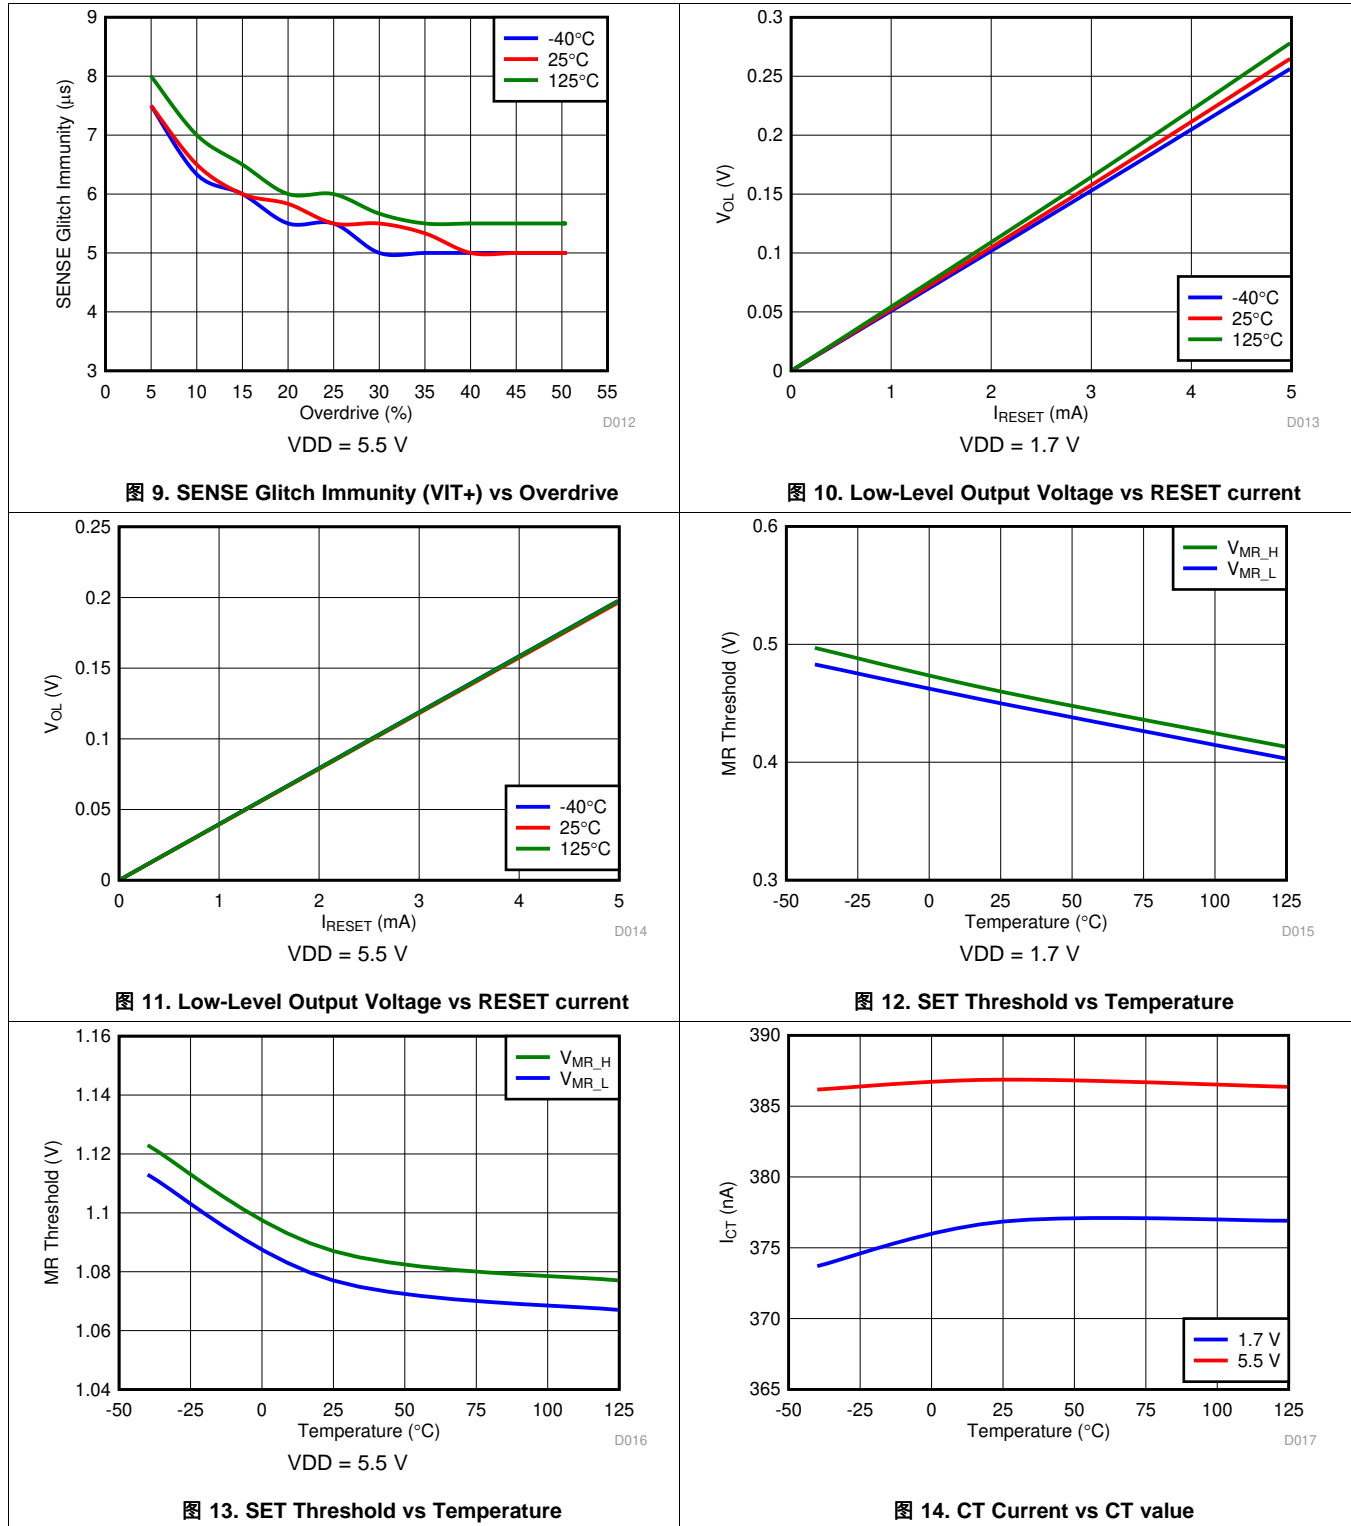 9
8
7
6
5
4
3
SENSE Glitch Immunity (µs)
-40°C
25°C
125°C
0 5 10 15 20 25 30 35 40 45 50 55
Overdrive (%)
D012
VDD = 5.5 V
图 9. SENSE Glitch Immunity (VIT+) vs Overdrive
0.3
0.25
0.2
0.15
0.1
0.05
0
VOL (V)
-40°C
25°C
125°C
0 1 2 3 4 5
IRESET (mA)
D013
VDD = 1.7 V
图 10. Low-Level Output Voltage vs RESET current
0.25
0.2
0.15
0.1
0.05
0
VOL (V)
-40°C
25°C
125°C
0 1 2 3 4 5
IRESET (mA)
D014
VDD = 5.5 V
图 11. Low-Level Output Voltage vs RESET current
0.6
0.5
0.4
0.3
MR Threshold (V)
VMR_H
VMR_L
-50 -25 0 25 50 75 100 125
Temperature (°C)
D015
VDD = 1.7 V
图 12. SET Threshold vs Temperature
1.16
1.14
1.12
1.1
1.08
1.06
1.04
MR Threshold (V)
VMR_H
VMR_L
-50 -25 0 25 50 75 100 125
Temperature (°C)
D016
VDD = 5.5 V
图 13. SET Threshold vs Temperature
390
385
380
375
370
365
ICT (nA)
1.7 V
5.5 V
-50 -25 0 25 50 75 100 125
Temperature (°C)
D017
图 14. CT Current vs CT value